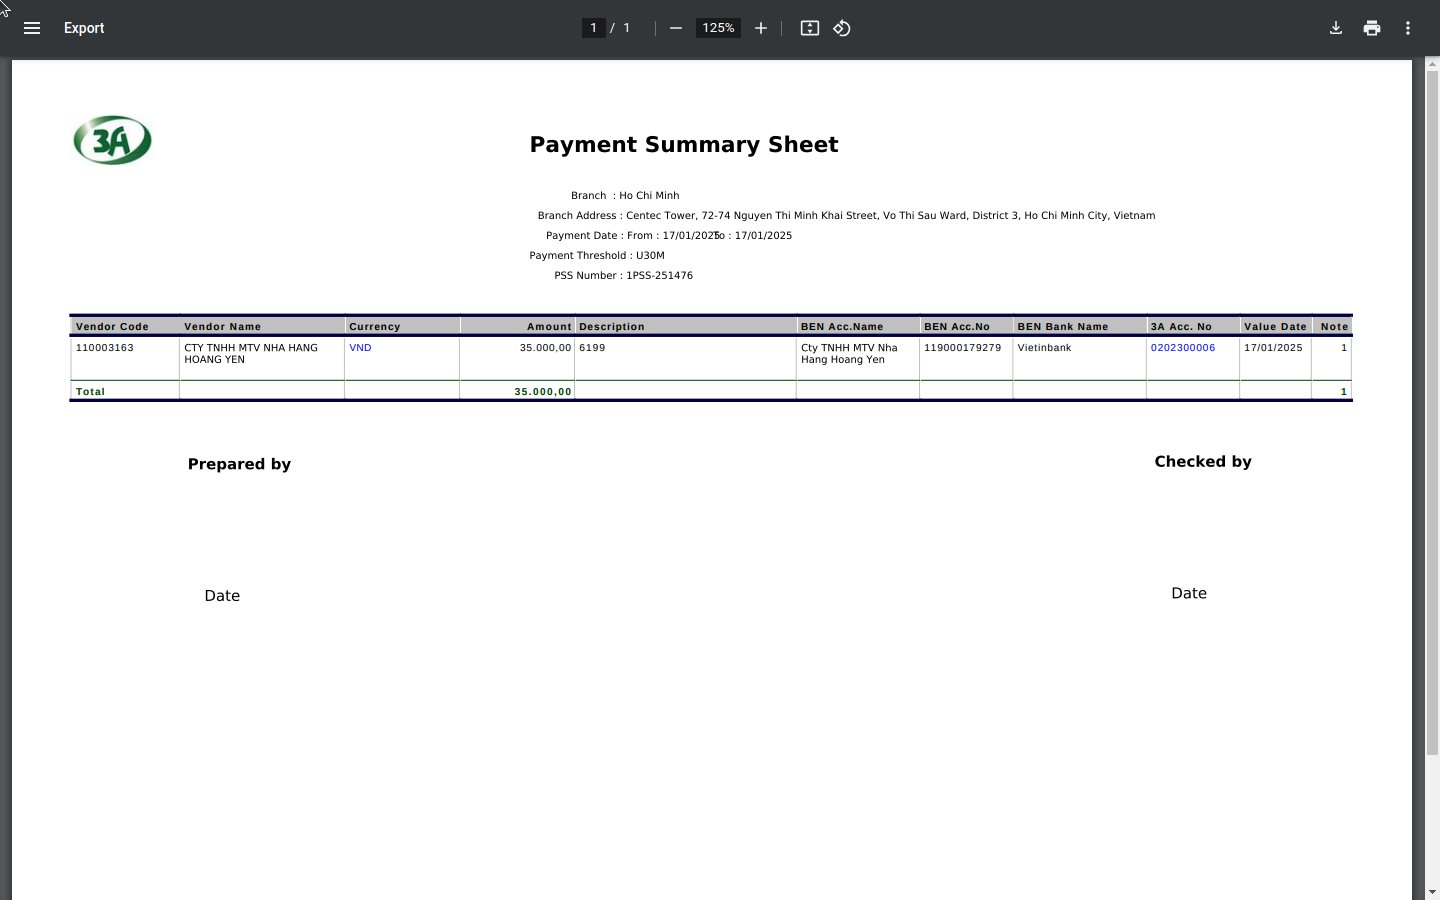 Export
1 / 1
125%
3A
Payment Summary Sheet
Branch : Ho Chi Minh
Branch Address : Centec Tower, 72-74 Nguyen Thi Minh Khai Street, Vo Thi Sau Ward, District 3, Ho Chi Minh City, Vietnam
Payment Date : From : 17/01/2025 To : 17/01/2025
Payment Threshold : U30M
PSS Number : 1PSS-251476
Vendor Code Vendor Name Currency Amount Description BEN Acc.Name BEN Acc.No BEN Bank Name 3A Acc. No Value Date Note
110003163 CTY TNHH MTV NHA HANG VND 35.000,00 6199 Cty TNHH MTV Nha 119000179279 Vietinbank 0202300006 17/01/2025 1
HOANG YEN Hang Hoang Yen
Total 35.000,00 1
Prepared by Checked by
Date Date